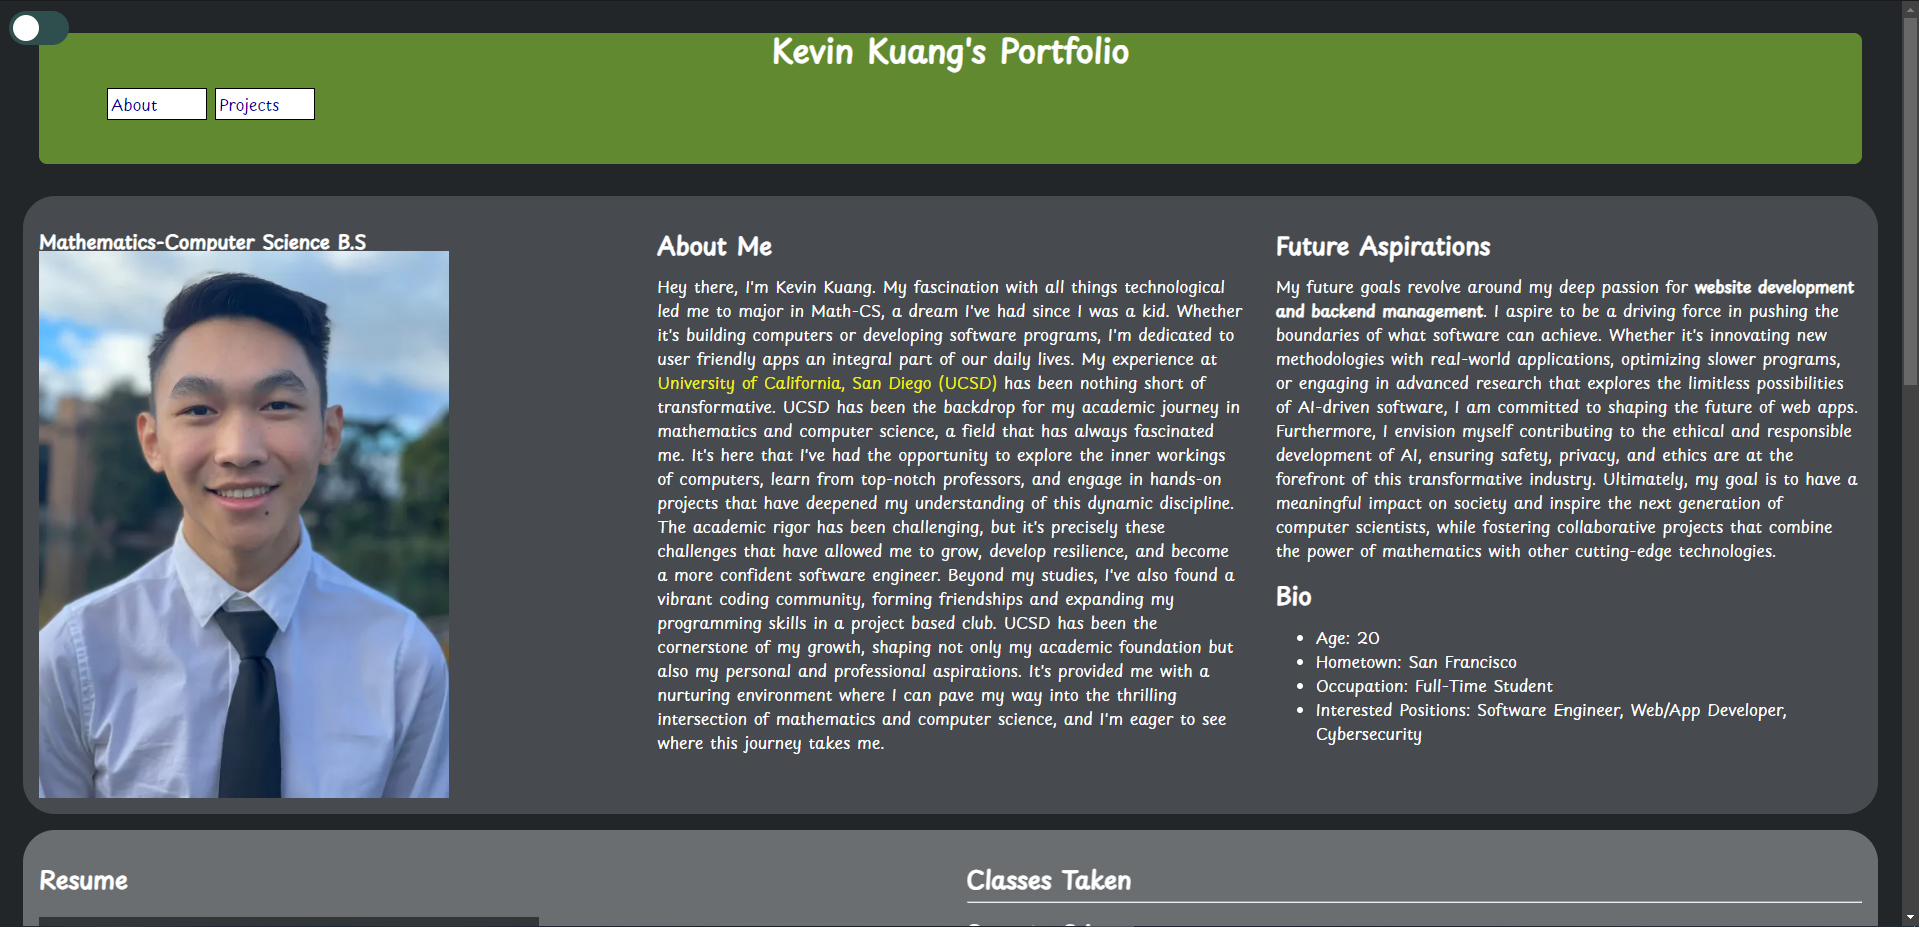 Kevin Kuang's Portfolio
About
Projects
Mathematics-Computer Science B.S
About Me
Hey there, I'm Kevin Kuang. My fascination with all things technological
led me to major in Math-CS, a dream I've had since I was a kid. Whether
it's building computers or developing software programs, I'm dedicated to
user friendly apps an integral part of our daily lives. My experience at
University of California, San Diego (UCSD) has been nothing short of
transformative. UCSD has been the backdrop for my academic journey in
mathematics and computer science, a field that has always fascinated
me. It's here that I've had the opportunity to explore the inner workings
of computers, learn from top-notch professors, and engage in hands-on
projects that have deepened my understanding of this dynamic discipline.
The academic rigor has been challenging, but it's precisely these
challenges that have allowed me to grow, develop resilience, and become
a more confident software engineer. Beyond my studies, I've also found a
vibrant coding community, forming friendships and expanding my
programming skills in a project based club. UCSD has been the
cornerstone of my growth, shaping not only my academic foundation but
also my personal and professional aspirations. It's provided me with a
nurturing environment where I can pave my way into the thrilling
intersection of mathematics and computer science, and I'm eager to see
where this journey takes me.
Future Aspirations
My future goals revolve around my deep passion for website development
and backend management. I aspire to be a driving force in pushing the
boundaries of what software can achieve. Whether it's innovating new
methodologies with real-world applications, optimizing slower programs,
or engaging in advanced research that explores the limitless possibilities
of AI-driven software, I am committed to shaping the future of web apps.
Furthermore, I envision myself contributing to the ethical and responsible
development of AI, ensuring safety, privacy, and ethics are at the
forefront of this transformative industry. Ultimately, my goal is to have a
meaningful impact on society and inspire the next generation of
computer scientists, while fostering collaborative projects that combine
the power of mathematics with other cutting-edge technologies.
Bio
• Age: 20
• Hometown: San Francisco
• Occupation: Full-Time Student
• Interested Positions: Software Engineer, Web/App Developer,
Cybersecurity
Resume
Classes Taken